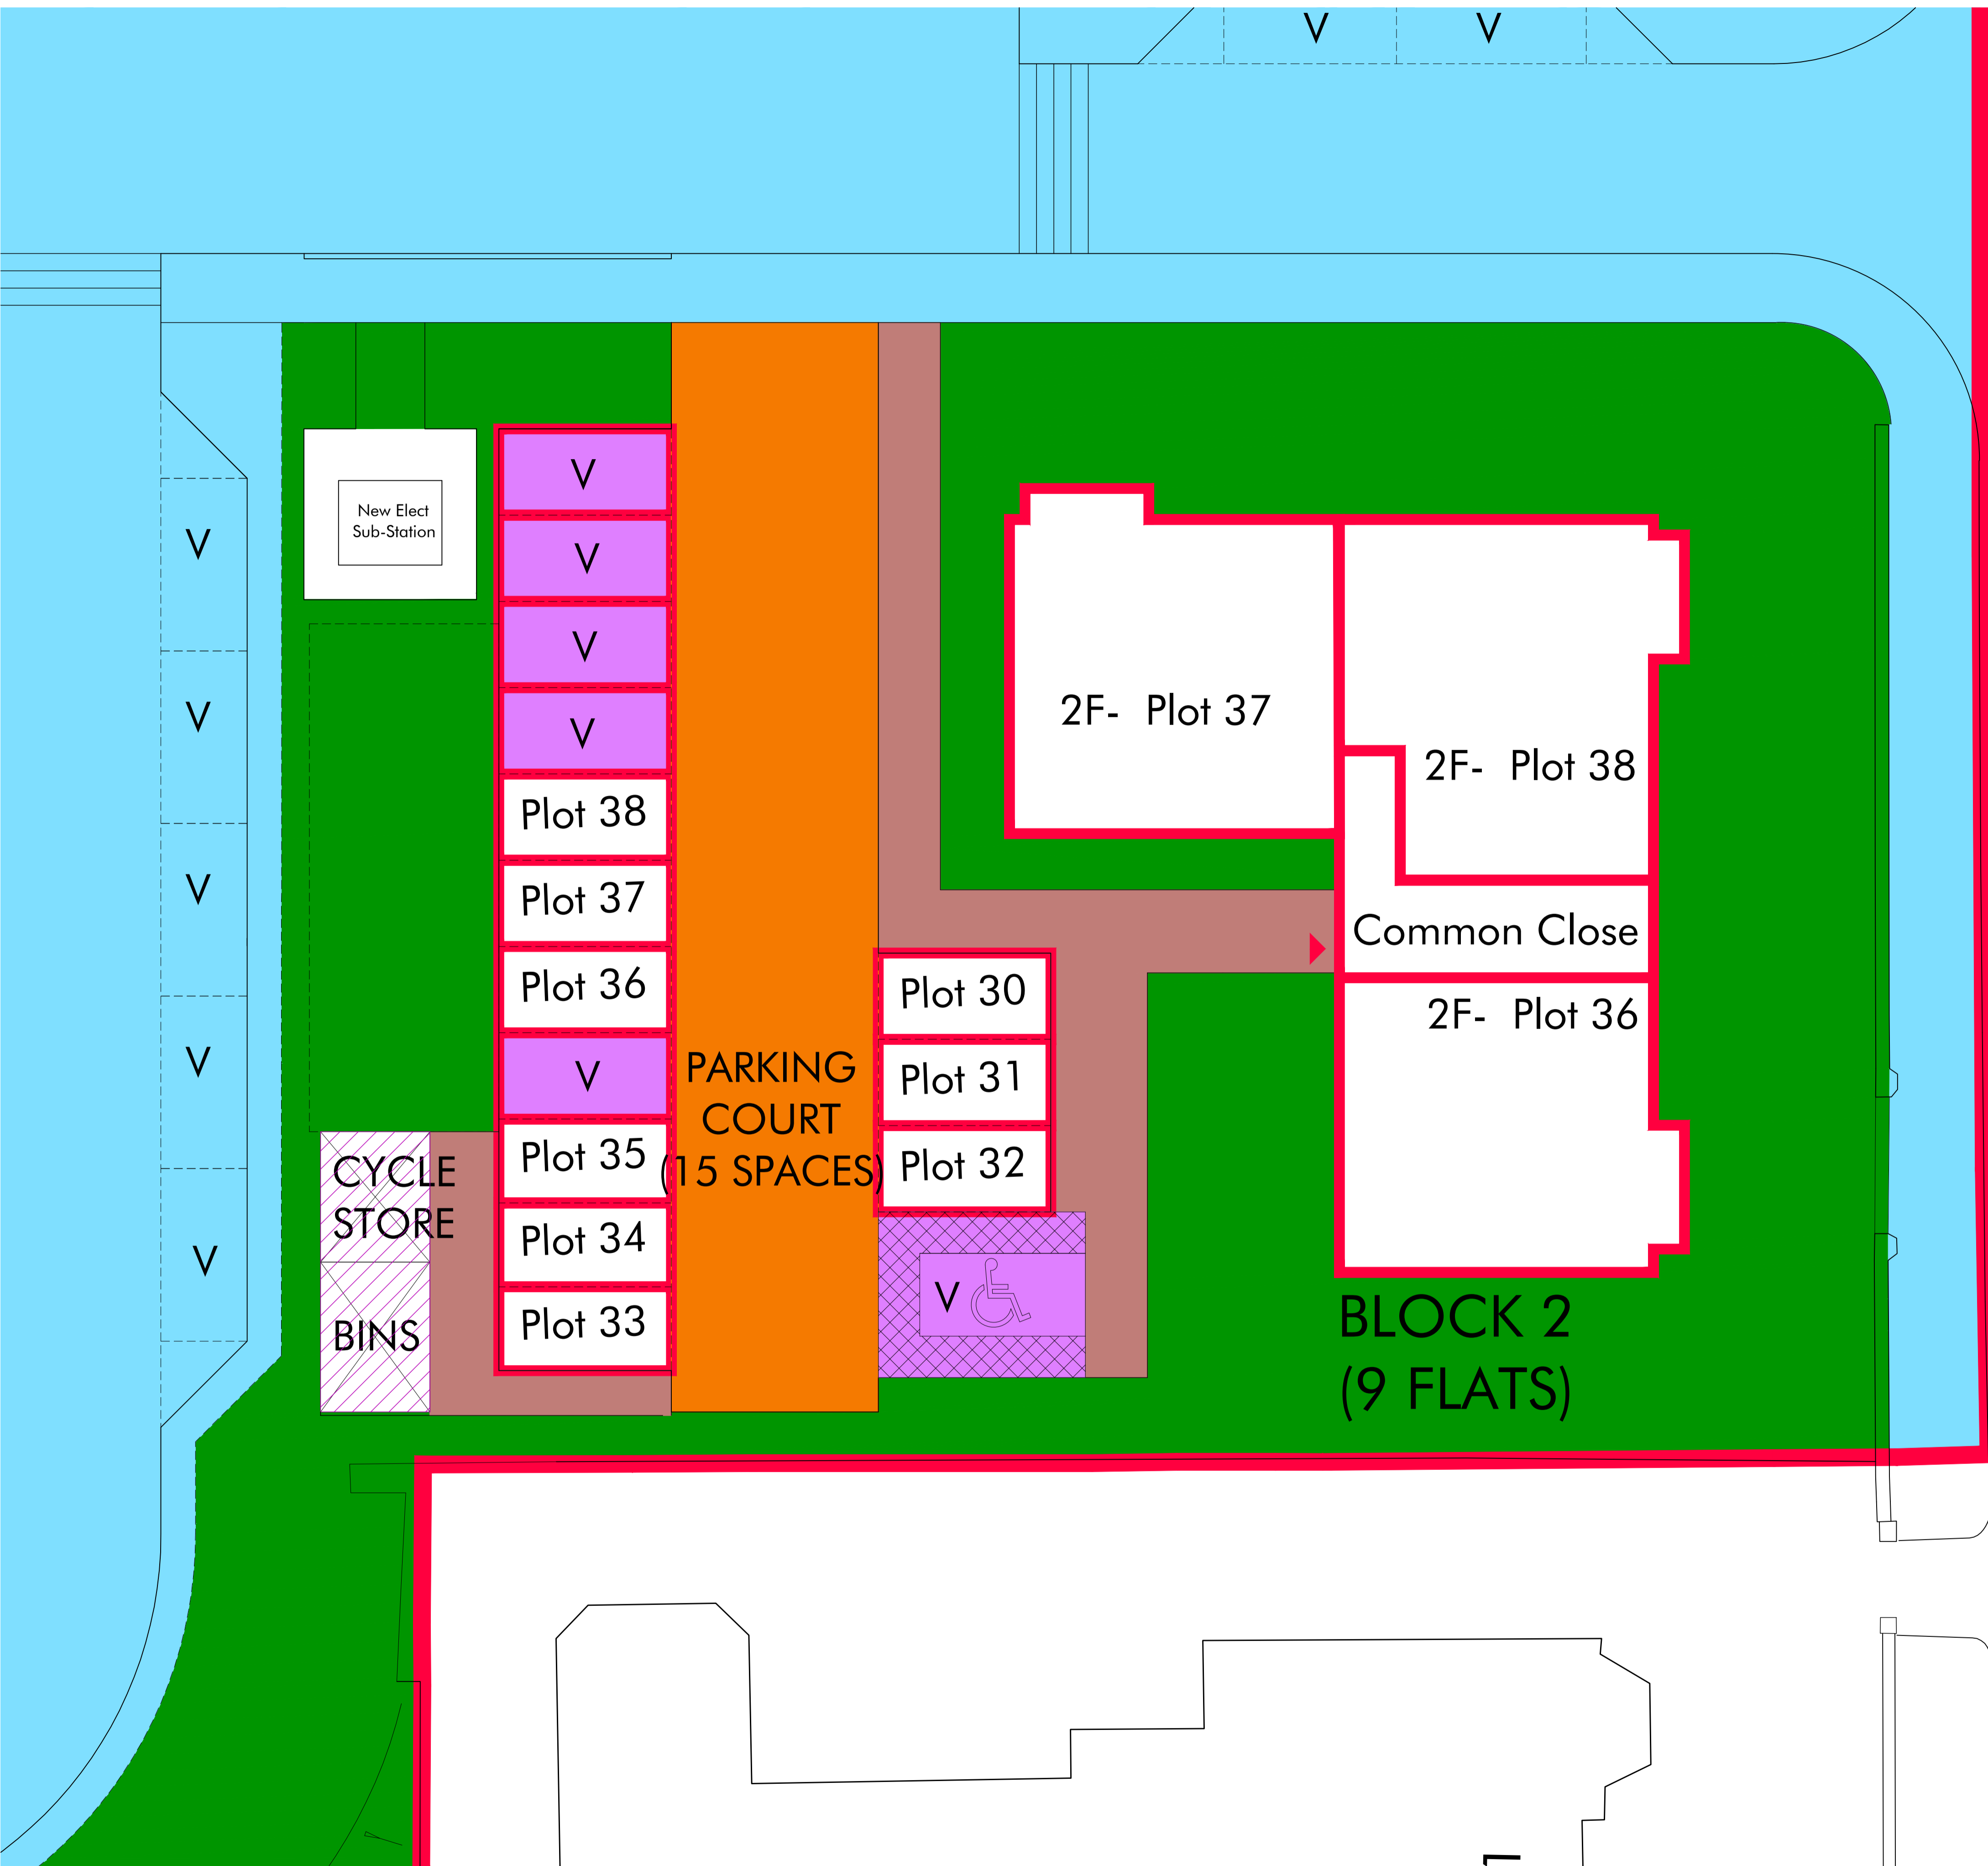 V
V
New Elect
Sub-Station
V
V
V
V
V
V
V
V
V
Plot 38
Plot 37
Plot 36
V
Plot 35
Plot 34
Plot 33
PARKING
COURT
(15 SPACES)
Plot 30
Plot 31
Plot 32
V
CYCLE
STORE
BINS
2F- Plot 37
2F- Plot 38
Common Close
2F- Plot 36
BLOCK 2
(9 FLATS)